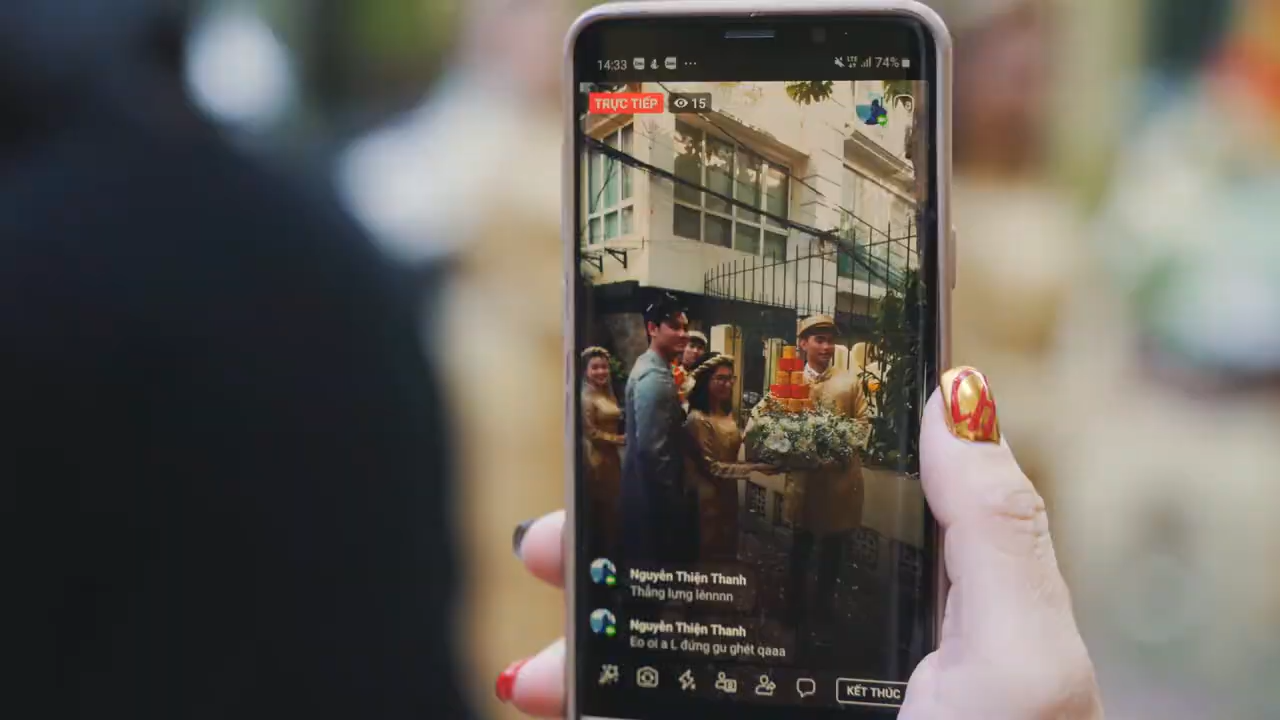 14:33
74%
TRỰC TIẾP
15
Nguyễn Thiện Thanh
Thẳng lưng lênnnn
Nguyễn Thiện Thanh
Eo ơi a L đứng gu ghét qaaa
KẾT THÚC